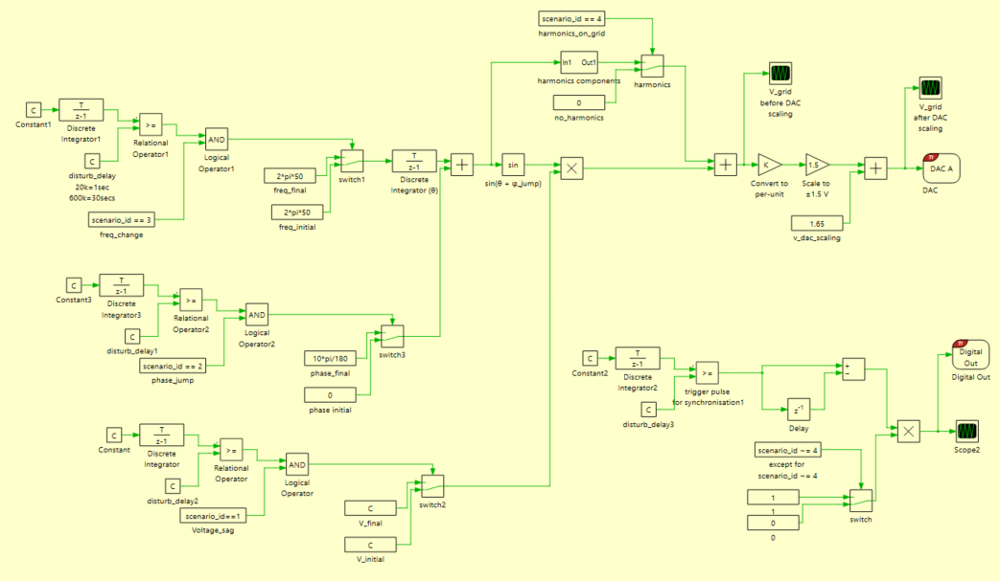 scenario_id == 4
harmonics_on_grid
In1 Out1
harmonics components
harmonics
0
no_harmonics
V_grid
before DAC
scaling
V_grid
after DAC
scaling
C
Constant1
T
z-1
Discrete
Integrator1
>=
Relational
Operator1
C
disturb_delay
20k=1sec
600k=30secs
AND
Logical
Operator1
scenario_id == 3
freq_change
2*pi*50
freq_final
2*pi*50
freq_initial
switch1
T
z-1
Discrete
Integrator (θ)
+
sin
sin(θ + φ_jump)
×
+
K
Convert to
per-unit
1.5
Scale to
±1.5 V
+
1.65
v_dac_scaling
TI
DAC A
DAC
C
Constant3
T
z-1
Discrete
Integrator3
>=
Relational
Operator2
C
disturb_delay1
AND
Logical
Operator2
scenario_id == 2
phase_jump
10*pi/180
phase_final
0
phase initial
switch3
C
Constant2
T
z-1
Discrete
Integrator2
>=
trigger pulse
for synchronisation1
C
disturb_delay3
+
−
z-1
Delay
×
TI
Digital
Out
Digital Out
Scope2
scenario_id ~= 4
except for
scenario_id ~= 4
1
1
0
0
switch
C
Constant
T
z-1
Discrete
Integrator
>=
Relational
Operator
C
disturb_delay2
AND
Logical
Operator
scenario_id==1
Voltage_sag
C
V_final
C
V_initial
switch2